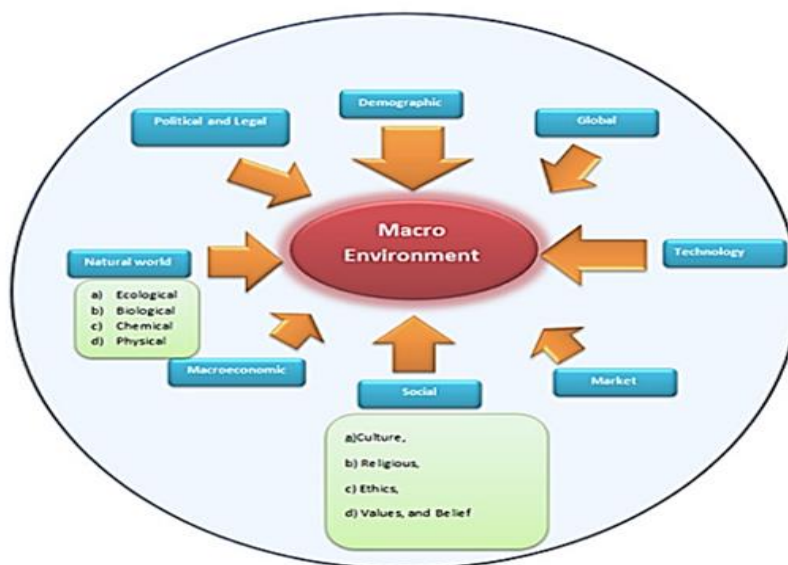 Demographic
Political and Legal
Global
Macro
Environment
Natural world
Technology
a) Ecological
b) Biological
c) Chemical
d) Physical
Macroeconomic
Social
Market
a)Culture,
b) Religious,
c) Ethics,
d) Values, and Belief